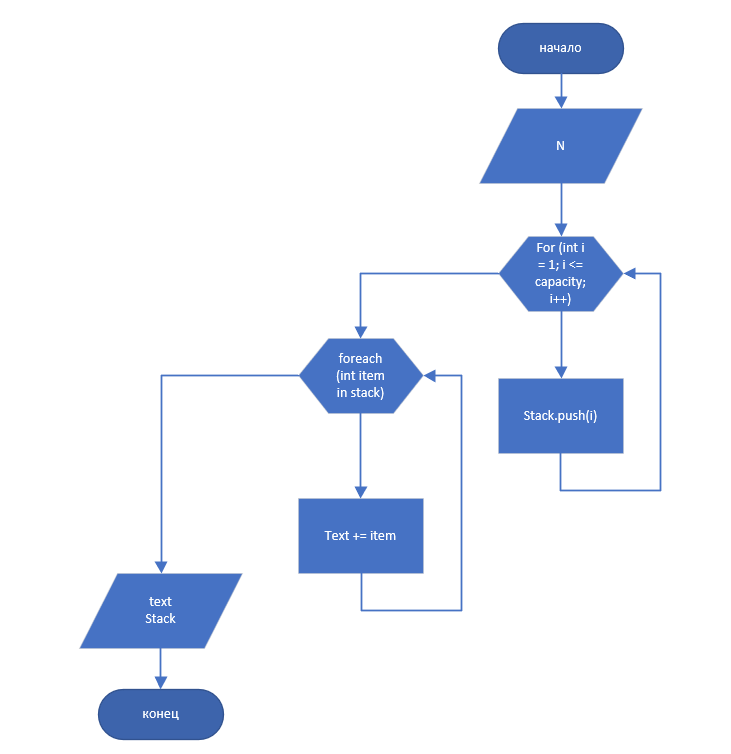 начало
N
For (int i
= 1; i <=
capacity;
i++)
foreach
(int item
in stack)
Stack.push(i)
Text += item
text
Stack
конец